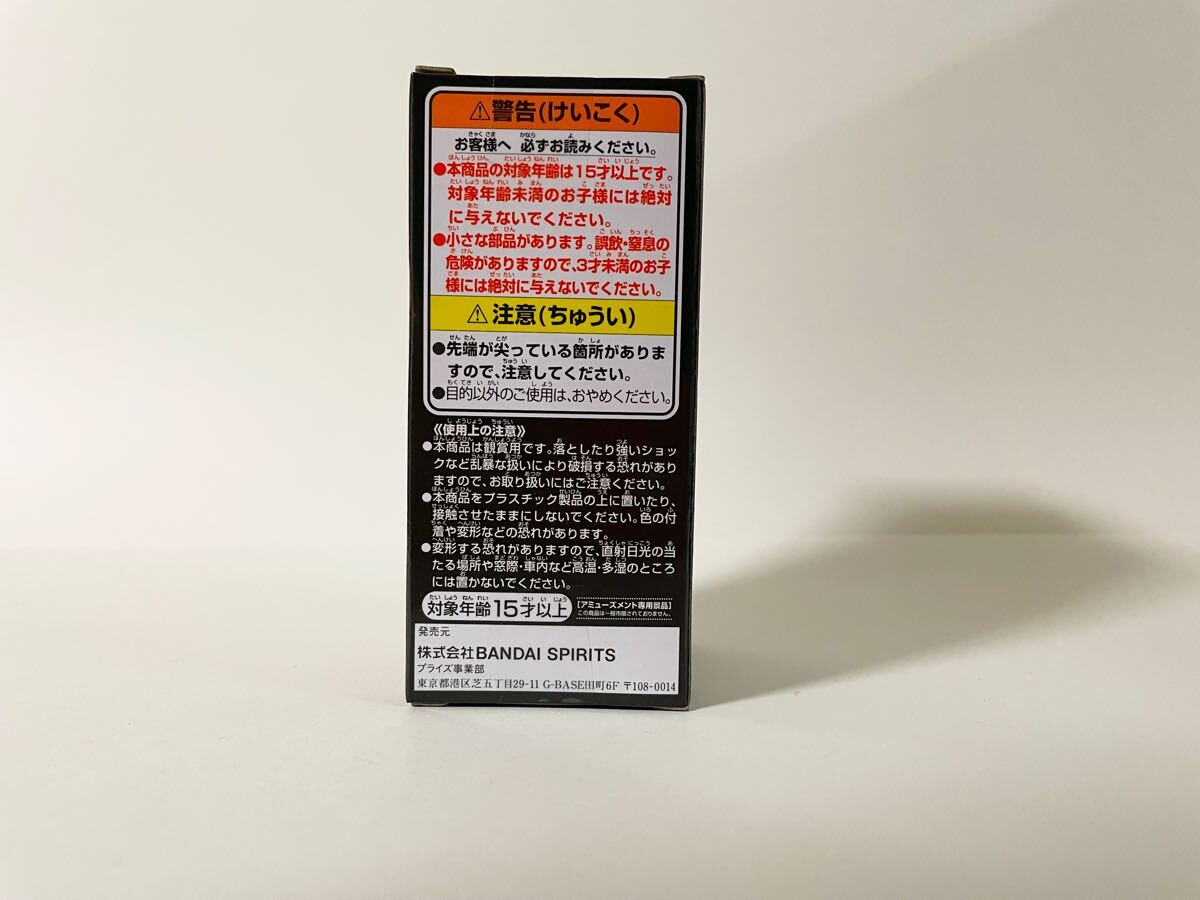 ⚠警告(けいこく)
お客様へ 必ずお読みください。
●本商品の対象年齢は15才以上です。
対象年齢未満のお子様には絶対
に与えないでください。
●小さな部品があります。誤飲・窒息の
危険がありますので、3才未満のお子
様には絶対に与えないでください。
⚠注意(ちゅうい)
●先端が尖っている箇所がありま
すので、注意してください。
●目的以外のご使用は、おやめください。
《使用上の注意》
●本商品は観賞用です。落としたり強いショッ
クなど乱暴な扱いにより破損する恐れがあり
ますので、お取り扱いにはご注意ください。
●本商品をプラスチック製品の上に置いたり、
接触させたままにしないでください。色の付
着や変形などの恐れがあります。
●変形する恐れがありますので、直射日光の当
たる場所や窓際・車内など高温・多湿のところ
には置かないでください。
対象年齢15才以上
[アミューズメント専用景品]
この商品は一般市販されておりません。
発売元
株式会社BANDAI SPIRITS
プライズ事業部
東京都港区芝五丁目29-11 G-BASE田町6F 〒108-0014